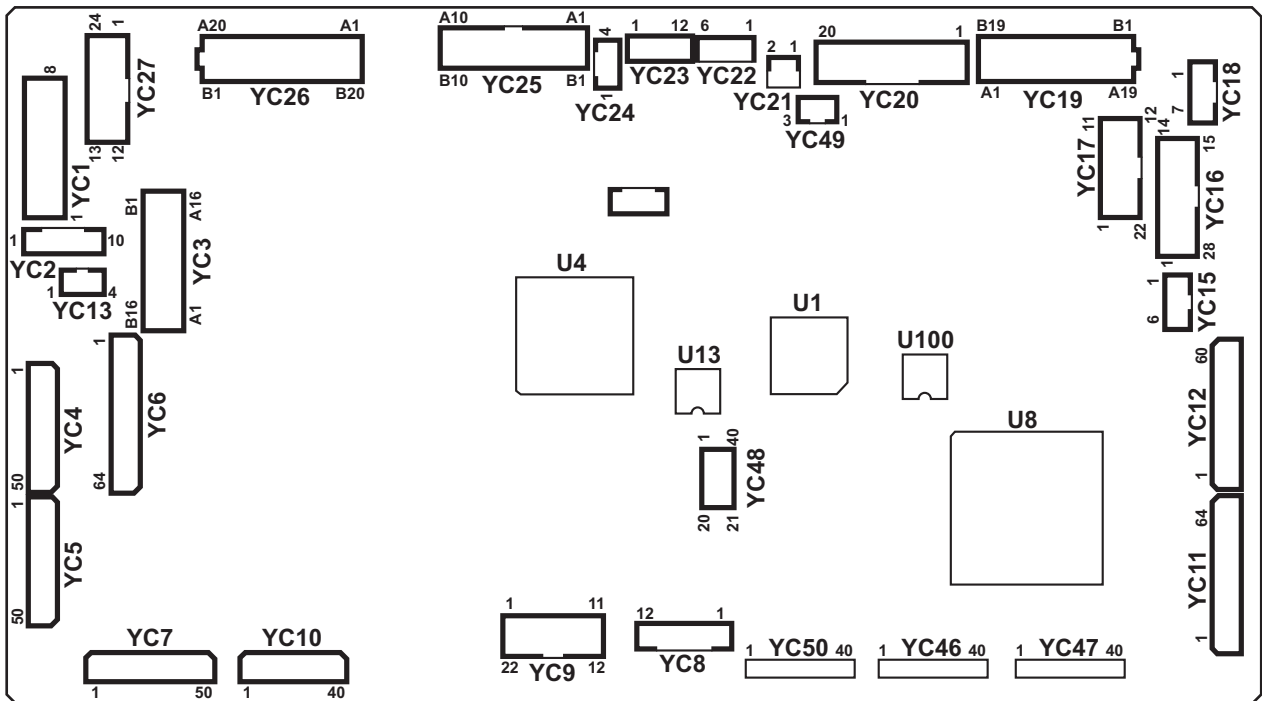 24 1
A20 A1
A10 A1
4
1 12
6 1
20 1
B19 B1
8
YC27
B1 YC26 B20
B10 YC25 B1
1
YC24
YC23
YC22
2 1
YC21
3 1
YC49
YC20
A1 YC19 A19
1
7
YC18
13 12
YC1
1
11 12
YC17
1 22
14 15
YC16
1 28
B1 A16
YC3
B16 A1
1 10
YC2
1 4
YC13
U4
U1
U13
U100
1
6
YC15
1
YC4
50
1
YC6
64
60
YC12
1
U8
1 40
YC48
20 21
1
YC5
50
64
YC11
1
YC7
1 50
YC10
1 40
1 11
22 YC9 12
12 1
YC8
1 YC50 40
1 YC46 40
1 YC47 40